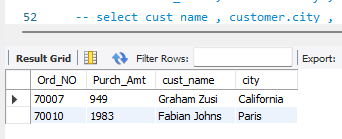 52 -- select cust name , customer.city ,
Result Grid Filter Rows: Export:
Ord_NO Purch_Amt cust_name city
70007 949 Graham Zusi California
70010 1983 Fabian Johns Paris